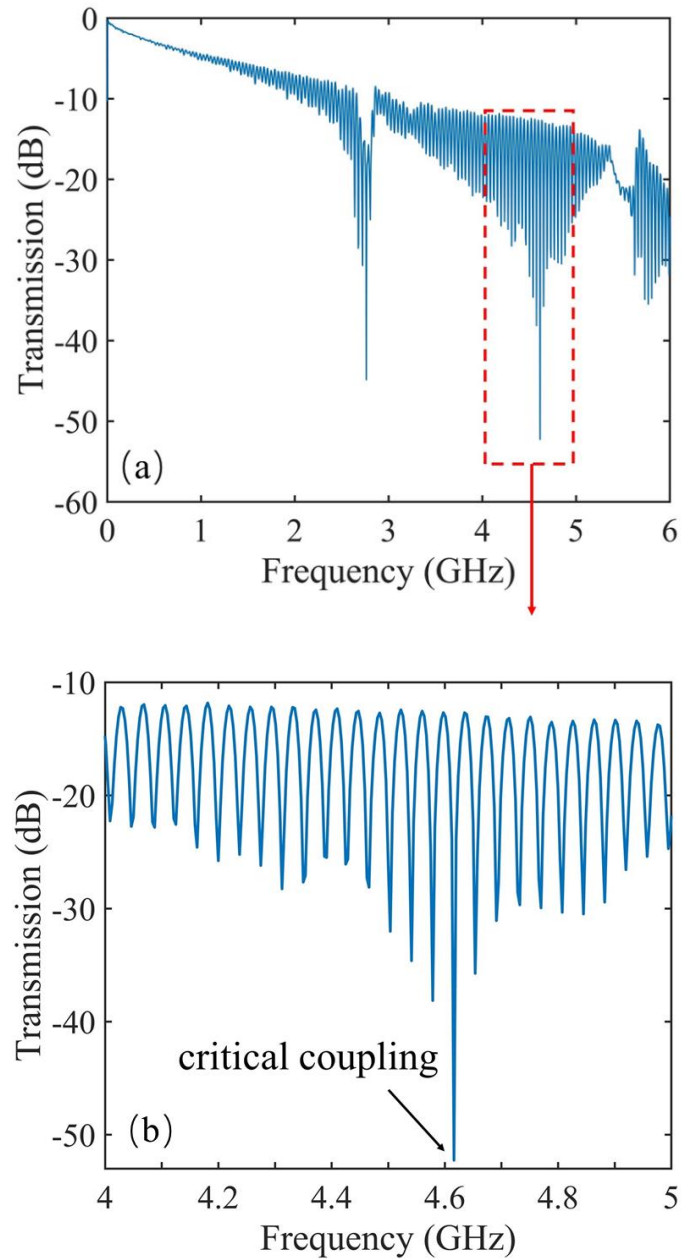 0
-10
-20
-30
-40
-50
-60
Transmission (dB)
(a)
0 1 2 3 4 5 6
Frequency (GHz)
-10
-20
-30
-40
-50
Transmission (dB)
critical coupling
(b)
4 4.2 4.4 4.6 4.8 5
Frequency (GHz)